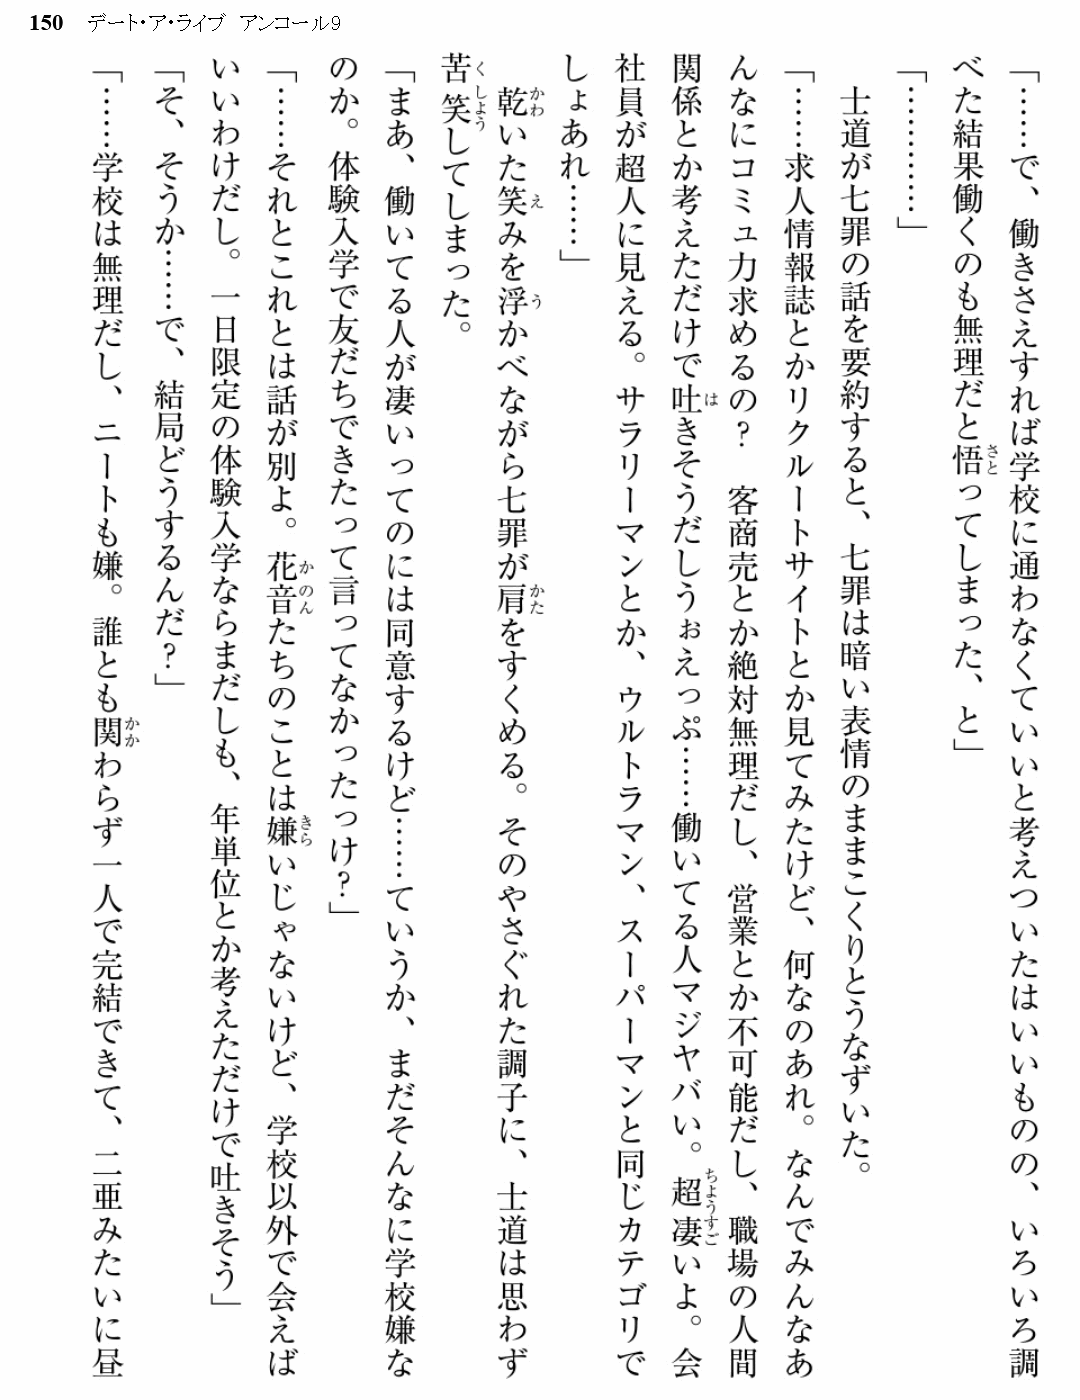 150 デート・ア・ライブ アンコール9
「……で、働きさえすれば学校に通わなくていいと考えついたはいいものの、いろいろ調
べた結果働くのも無理だと悟ってしまった、と」
「…………」
士道が七罪の話を要約すると、七罪は暗い表情のままこくりとうなずいた。
「……求人情報誌とかリクルートサイトとか見てみたけど、何なのあれ。なんでみんなあ
んなにコミュ力求めるの？　客商売とか絶対無理だし、営業とか不可能だし、職場の人間
関係とか考えただけで吐きそうだしうぉえっぷ……働いてる人マジヤバい。超凄いよ。会
社員が超人に見える。サラリーマンとか、ウルトラマン、スーパーマンと同じカテゴリで
しょあれ……」
乾いた笑みを浮かべながら七罪が肩をすくめる。そのやさぐれた調子に、士道は思わず
苦笑してしまった。
「まあ、働いてる人が凄いってのには同意するけど……ていうか、まだそんなに学校嫌な
のか。体験入学で友だちできたって言ってなかったっけ？」
「……それとこれとは話が別よ。花音たちのことは嫌いじゃないけど、学校以外で会えば
いいわけだし。一日限定の体験入学ならまだしも、年単位とか考えただけで吐きそう」
「そ、そうか……で、結局どうするんだ？」
「……学校は無理だし、ニートも嫌。誰とも関わらず一人で完結できて、二亜みたいに昼